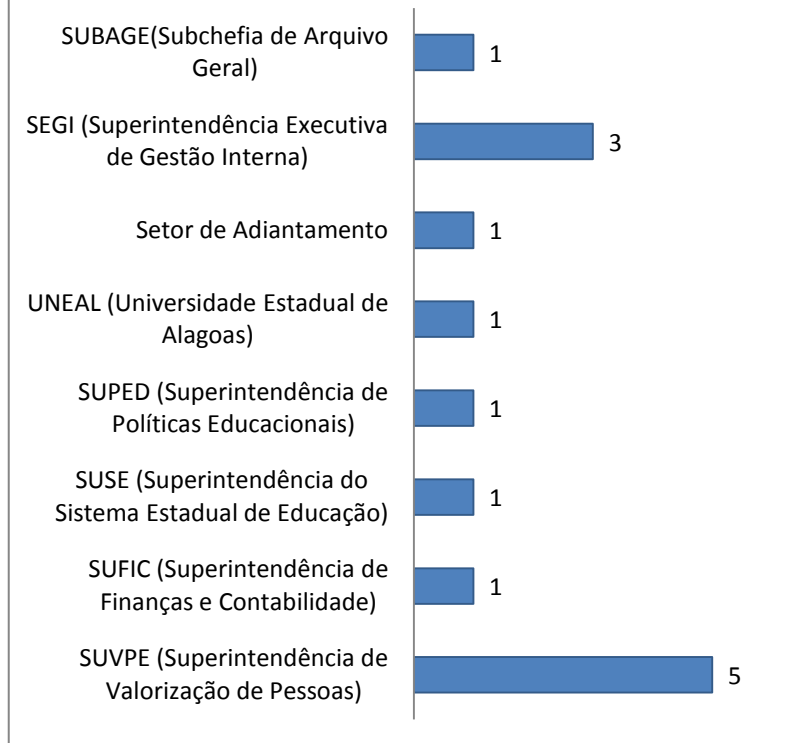 SUBAGE(Subchefia de Arquivo
Geral)
1
SEGI (Superintendência Executiva
de Gestão Interna)
3
Setor de Adiantamento
1
UNEAL (Universidade Estadual de
Alagoas)
1
SUPED (Superintendência de
Políticas Educacionais)
1
SUSE (Superintendência do
Sistema Estadual de Educação)
1
SUFIC (Superintendência de
Finanças e Contabilidade)
1
SUVPE (Superintendência de
Valorização de Pessoas)
5